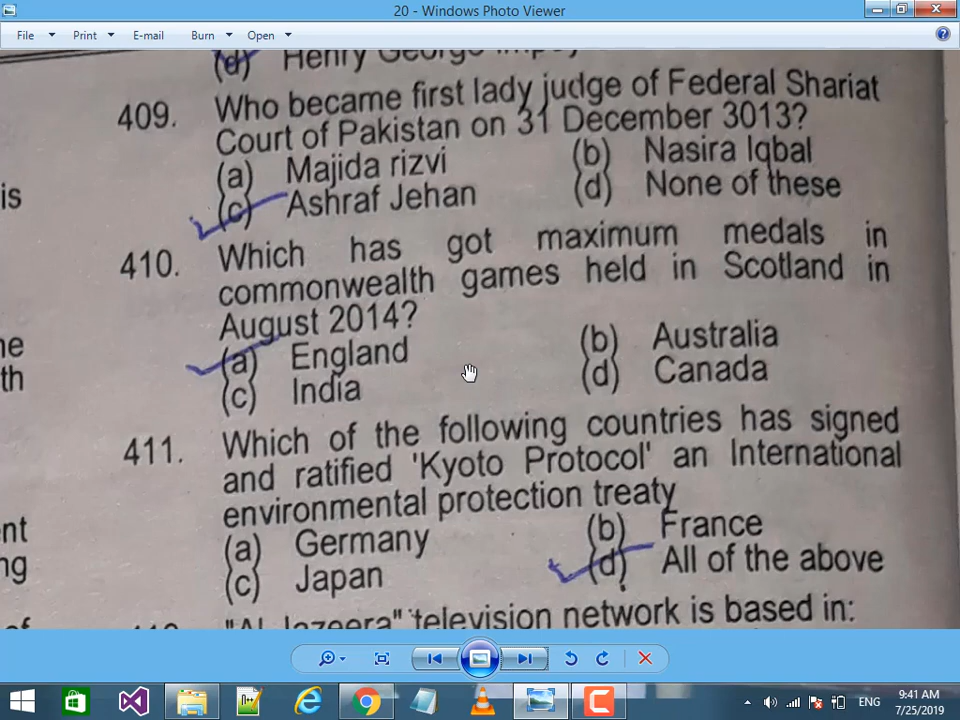 20 - Windows Photo Viewer
File Print E-mail Burn Open
(d) Henry George
409. Who became first lady judge of Federal Shariat
Court of Pakistan on 31 December 3013?
(a) Majida rizvi (b) Nasira Iqbal
(c) Ashraf Jehan (d) None of these
410. Which has got maximum medals in
commonwealth games held in Scotland in
August 2014?
(a) England (b) Australia
(c) India (d) Canada
411. Which of the following countries has signed
and ratified 'Kyoto Protocol' an International
environmental protection treaty
(a) Germany (b) France
(c) Japan (d) All of the above
"Al Jazeera" television network is based in:
is
th
ENG
9:41 AM
7/25/2019